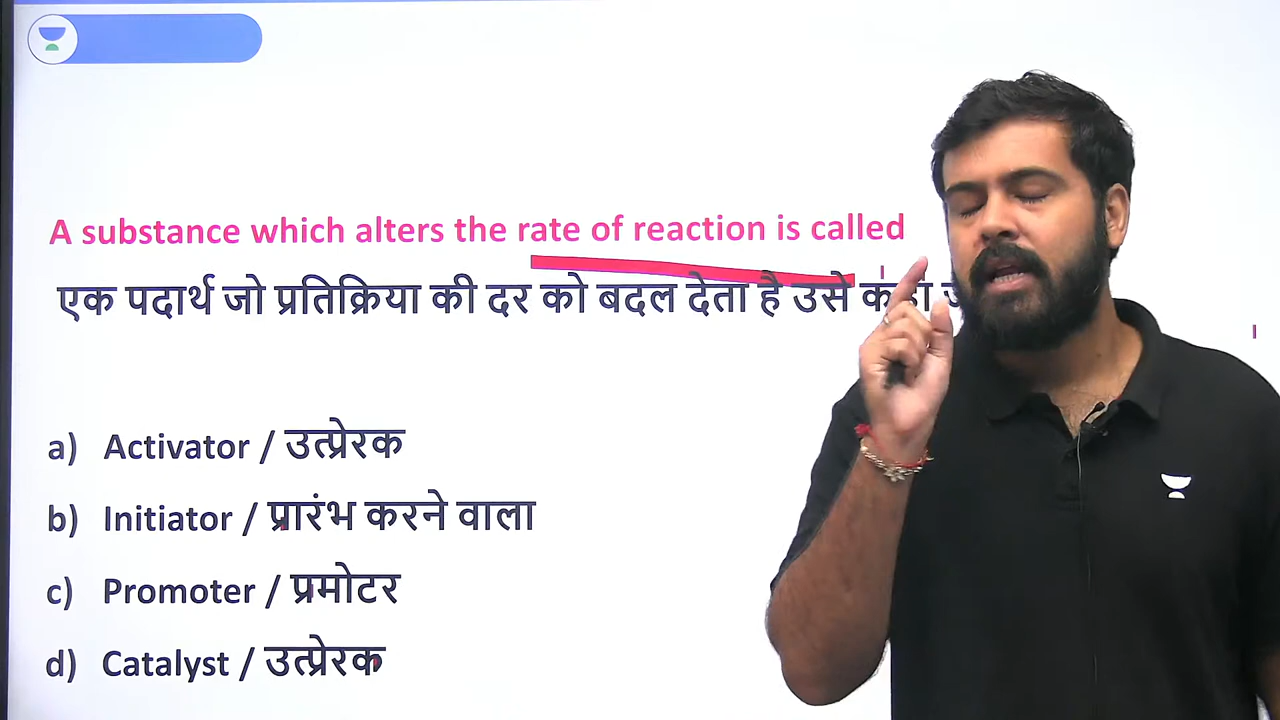 A substance which alters the rate of reaction is called
एक पदार्थ जो प्रतिक्रिया की दर को बदल देता है उसे
a) Activator / उत्प्रेरक
b) Initiator / प्रारंभ करने वाला
c) Promoter / प्रमोटर
d) Catalyst / उत्प्रेरक